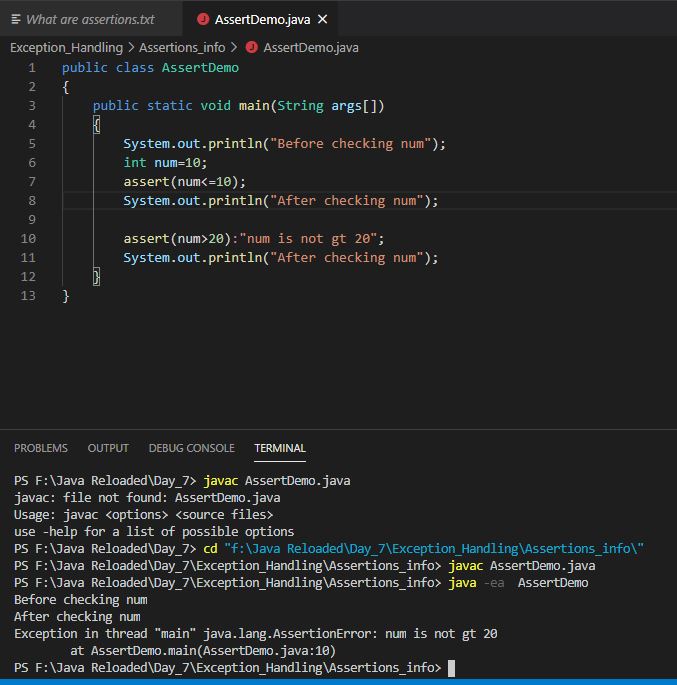 What are assertions.txt AssertDemo.java
Exception_Handling > Assertions_info > AssertDemo.java
1 public class AssertDemo
2 {
3 public static void main(String args[])
4 {
5 System.out.println("Before checking num");
6 int num=10;
7 assert(num<=10);
8 System.out.println("After checking num");
9
10 assert(num>20):"num is not gt 20";
11 System.out.println("After checking num");
12 }
13 }
PROBLEMS OUTPUT DEBUG CONSOLE TERMINAL
PS F:\Java Reloaded\Day_7> javac AssertDemo.java
javac: file not found: AssertDemo.java
Usage: javac <options> <source files>
use -help for a list of possible options
PS F:\Java Reloaded\Day_7> cd "f:\Java Reloaded\Day_7\Exception_Handling\Assertions_info\"
PS F:\Java Reloaded\Day_7\Exception_Handling\Assertions_info> javac AssertDemo.java
PS F:\Java Reloaded\Day_7\Exception_Handling\Assertions_info> java -ea  AssertDemo
Before checking num
After checking num
Exception in thread "main" java.lang.AssertionError: num is not gt 20
at AssertDemo.main(AssertDemo.java:10)
PS F:\Java Reloaded\Day_7\Exception_Handling\Assertions_info>